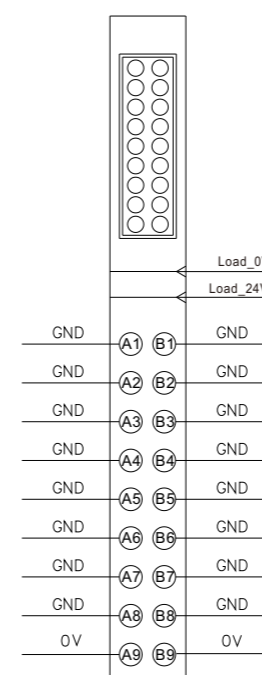 Load_0
Load_24V
GND A1 B1 GND
GND A2 B2 GND
GND A3 B3 GND
GND A4 B4 GND
GND A5 B5 GND
GND A6 B6 GND
GND A7 B7 GND
GND A8 B8 GND
0V A9 B9 0V